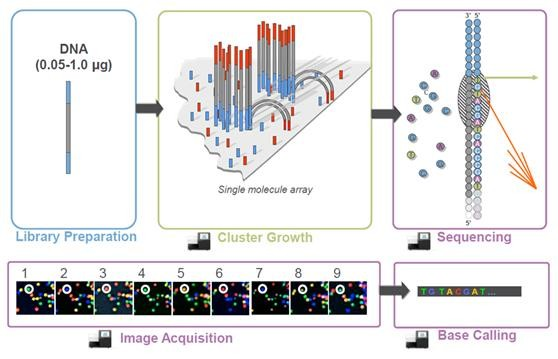 DNA
(0.05-1.0 µg)
Library Preparation
Single molecule array
Cluster Growth
3' 5'
5'
Sequencing
1 2 3 4 5 6 7 8 9
Image Acquisition
TGTACGAT...
Base Calling